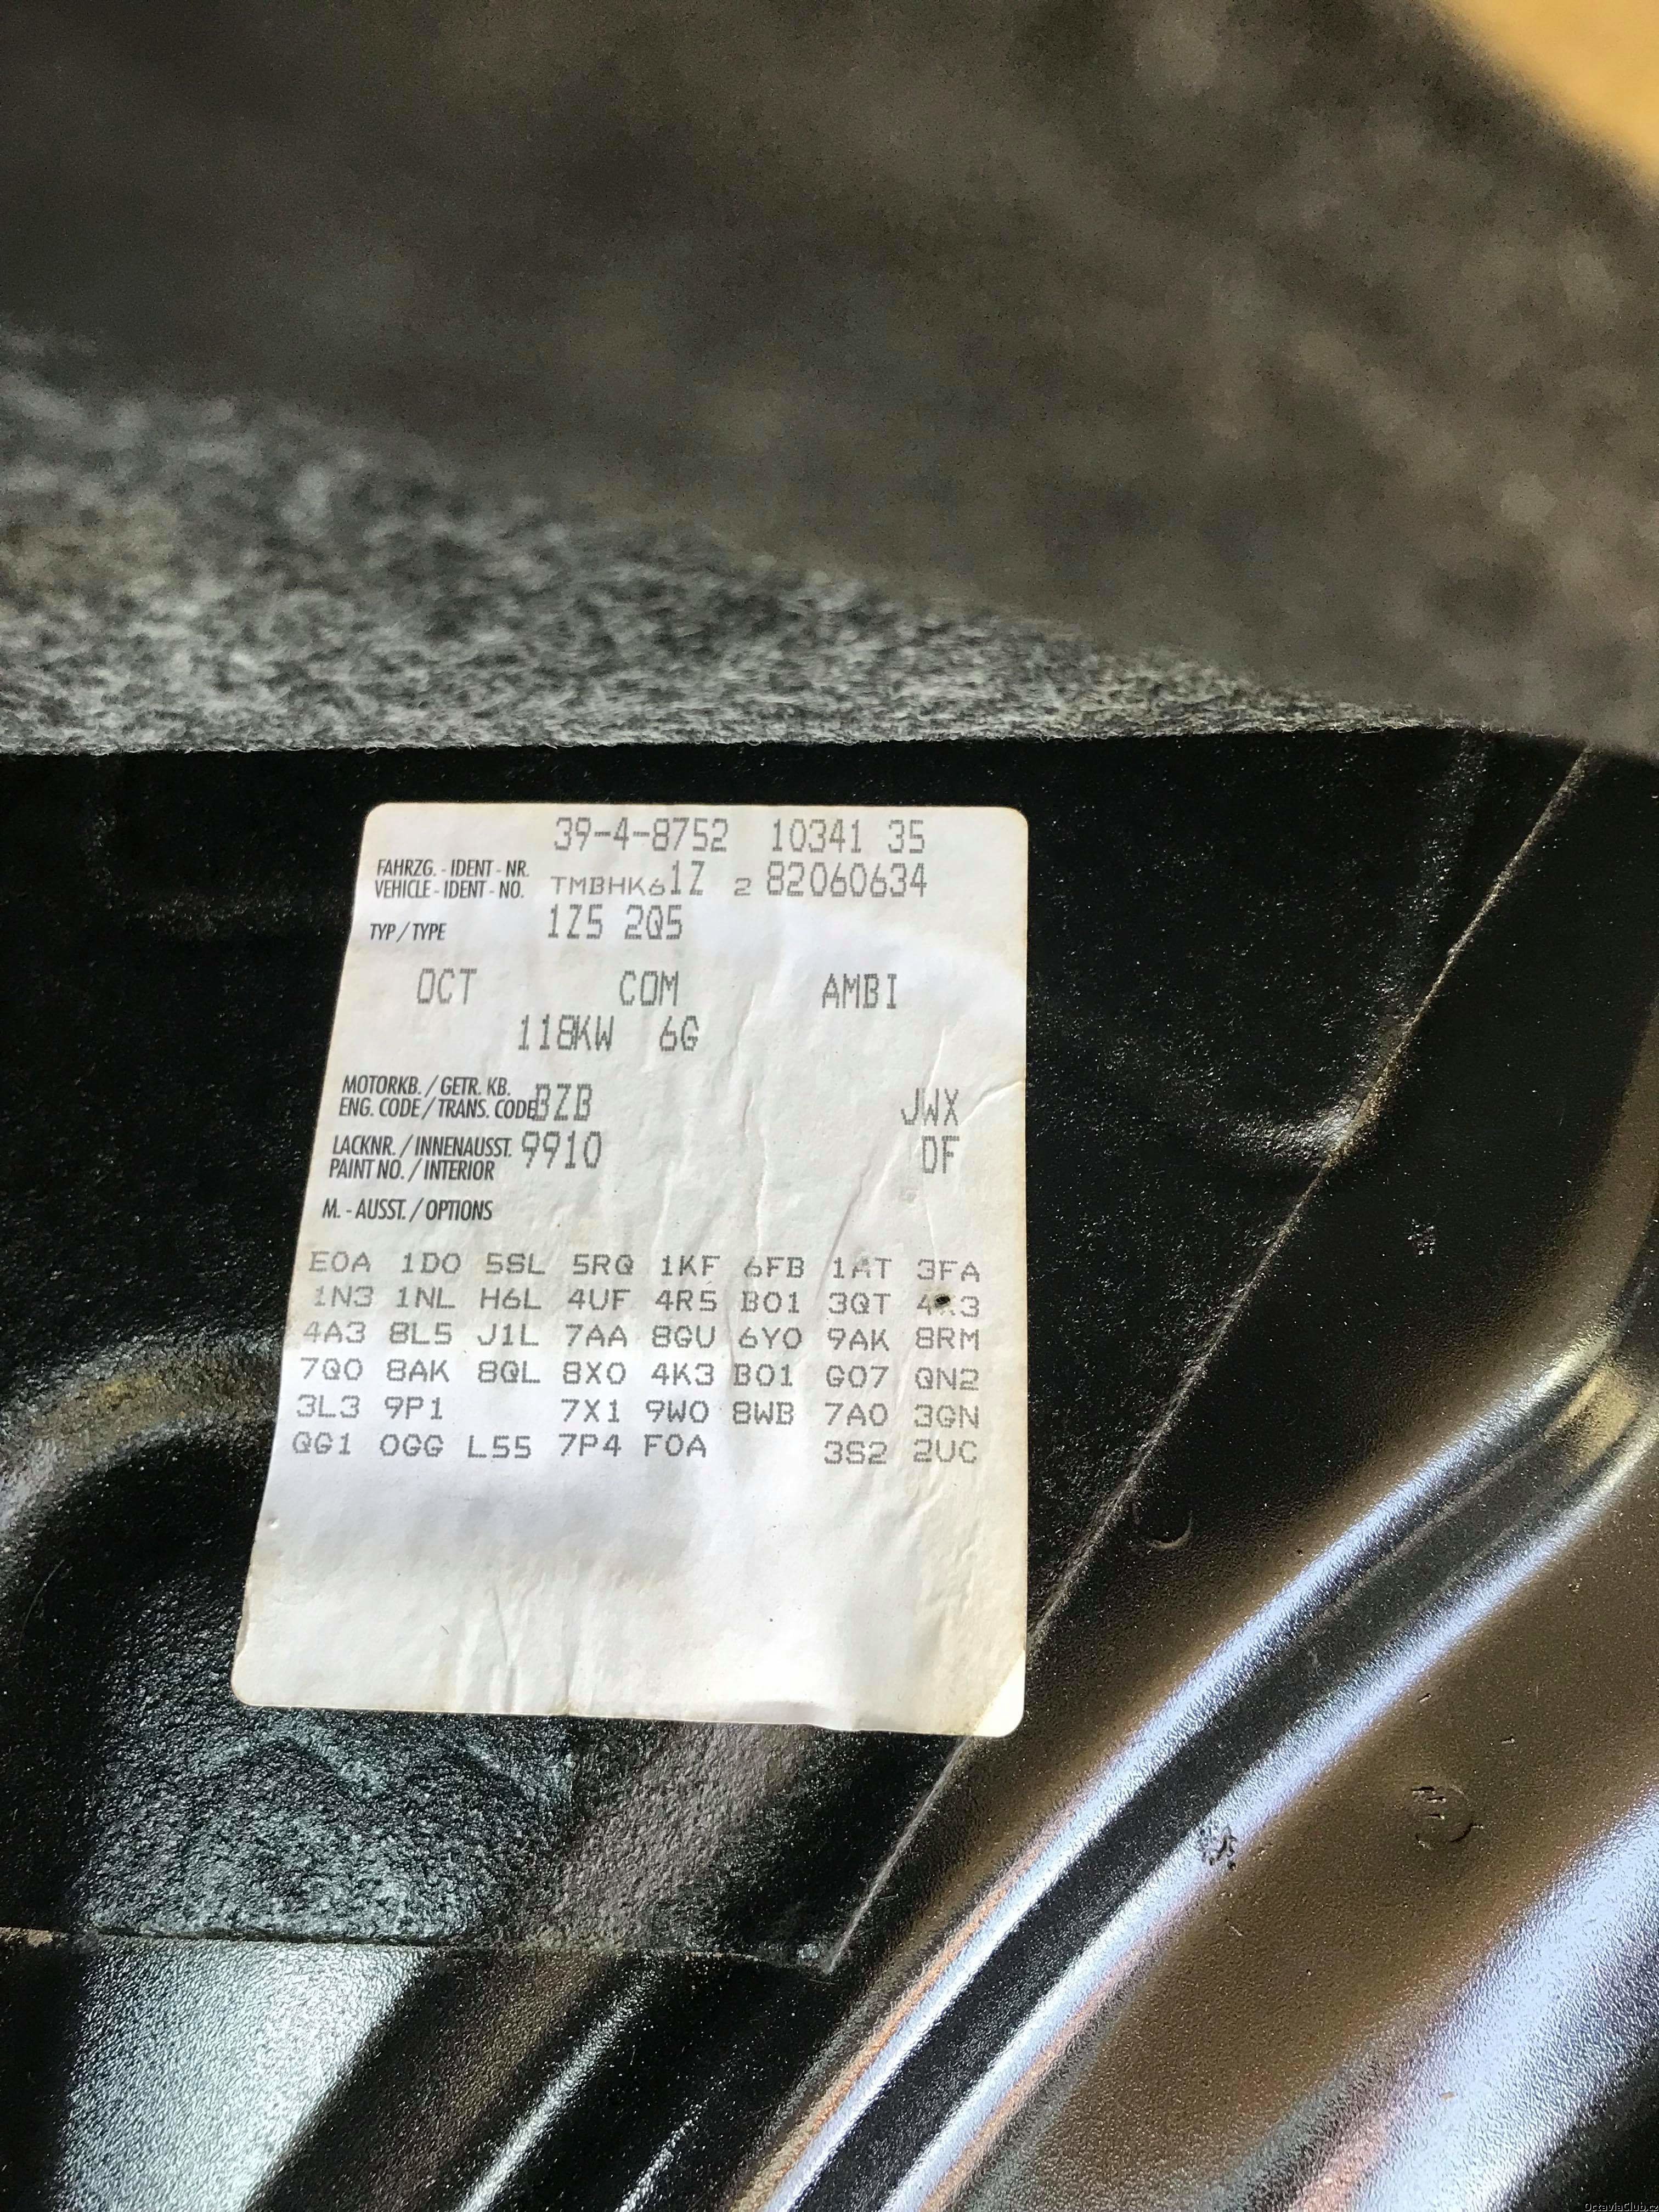 39-4-8752 10341 35
FAHRZG. - IDENT - NR.
VEHICLE - IDENT - NO. TMBHK61Z 2 82060634
TYP / TYPE 1Z5 2Q5
OCT COM AMBI
118KW 6G
MOTORKB. / GETR. KB.
ENG. CODE / TRANS. CODE BZB JWX
LACKNR. / INNENAUSST. 9910 DF
PAINT NO. / INTERIOR
M. - AUSST. / OPTIONS
E0A 1D0 5SL 5RQ 1KF 6FB 1AT 3FA
1N3 1NL H6L 4UF 4R5 B01 3QT
4A3 8L5 J1L 7AA 8GU 6Y0 9AK 8RM
7Q0 8AK 8QL 8X0 4K3 B01 G07 QN2
3L3 9P1 7X1 9W0 8WB 7A0 3GN
QG1 0GG L55 7P4 F0A 3S2 2UC
OctaviaClub.cz